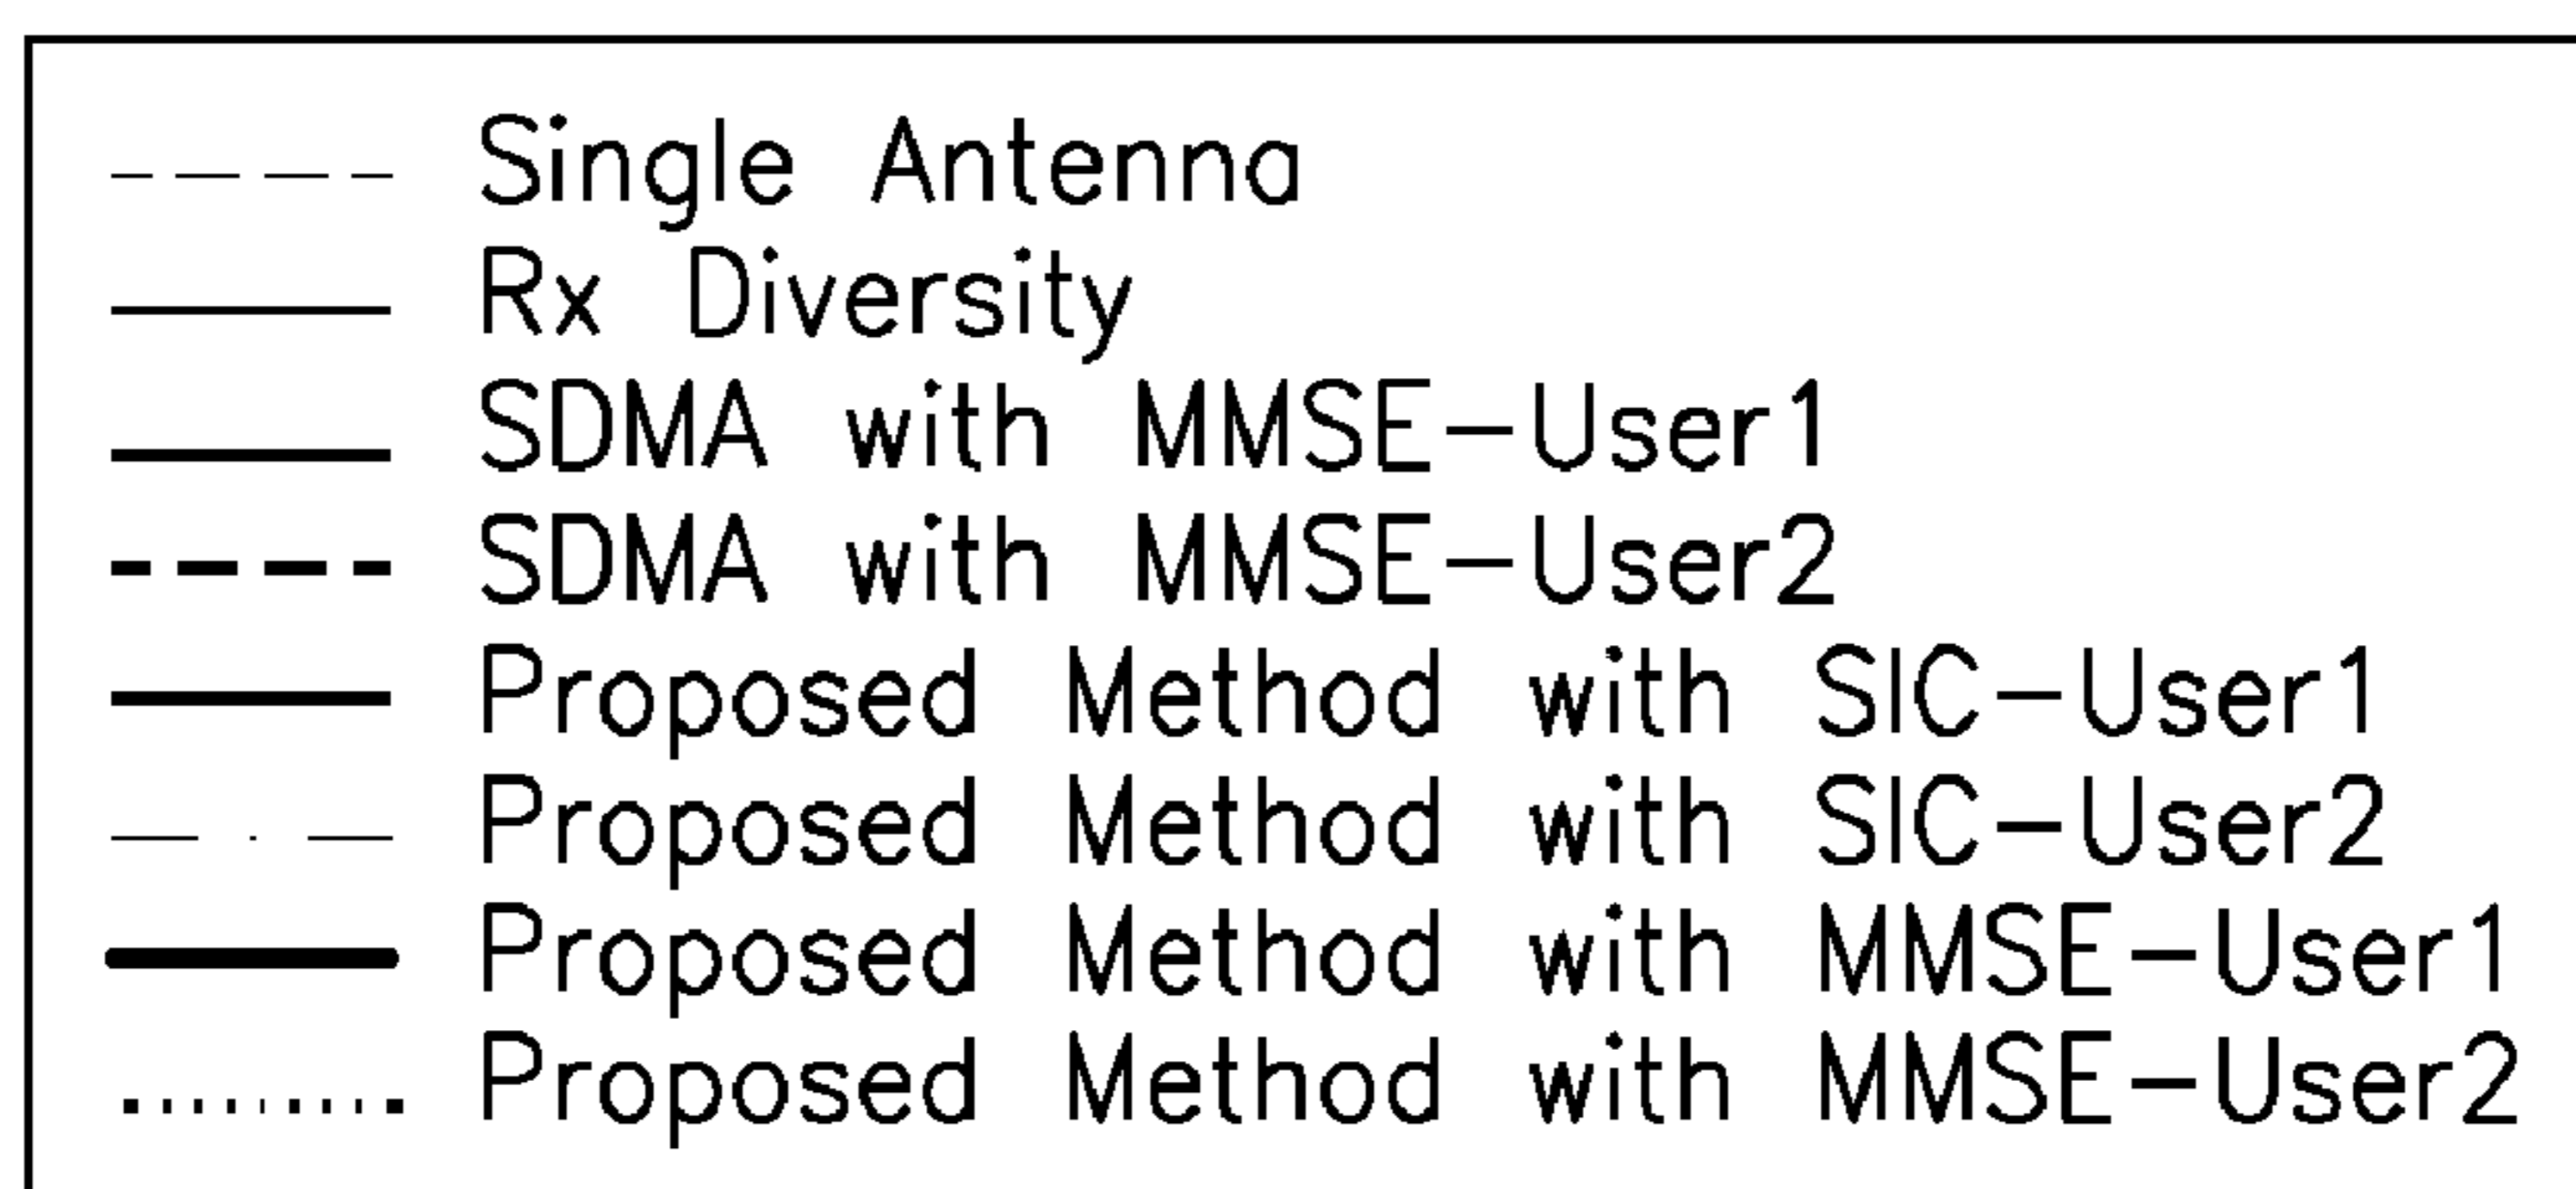 Single Antenna
Rx Diversity
SDMA with MMSE-User1
SDMA with MMSE-User2
Proposed Method with SIC-User1
Proposed Method with SIC-User2
Proposed Method with MMSE-User1
Proposed Method with MMSE-User2